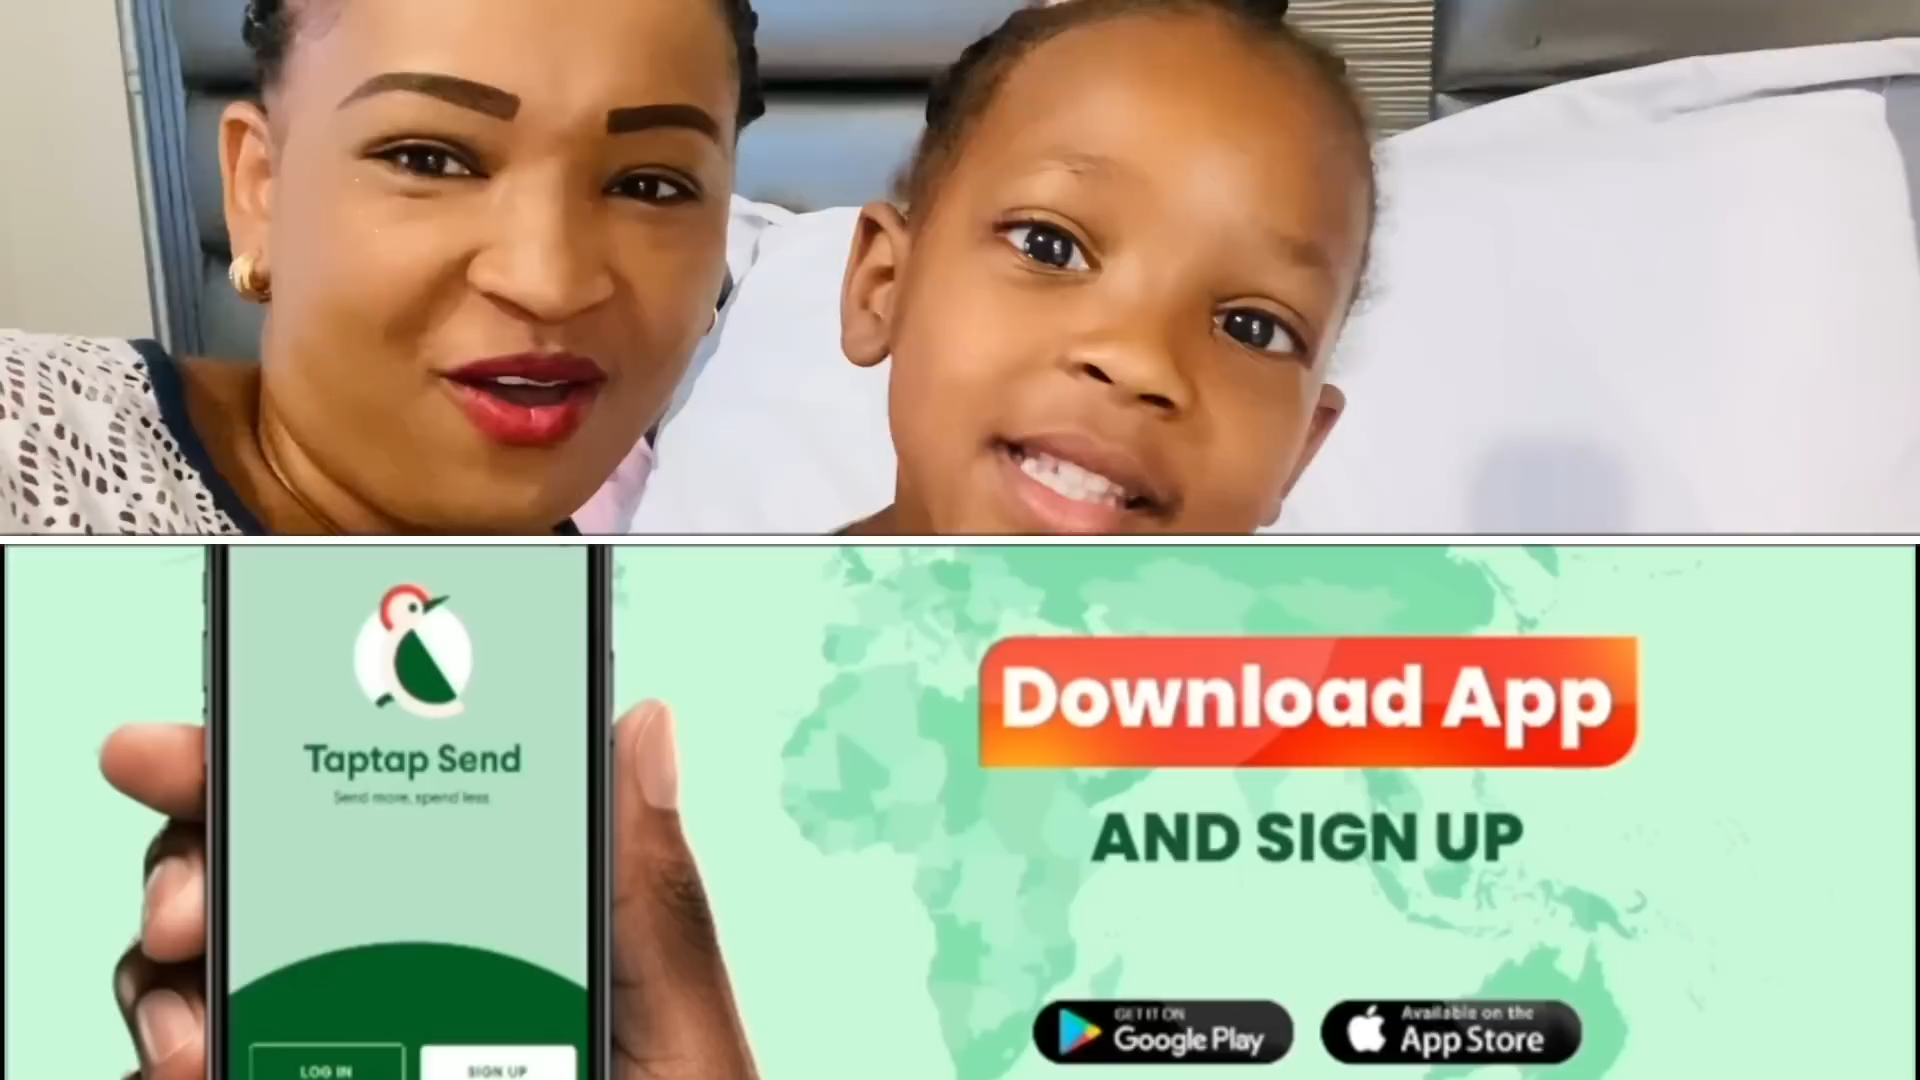 Taptap Send
Send more, spend less
LOG IN
SIGN UP
Download App
AND SIGN UP
GET IT ON
Google Play
Available on the
App Store